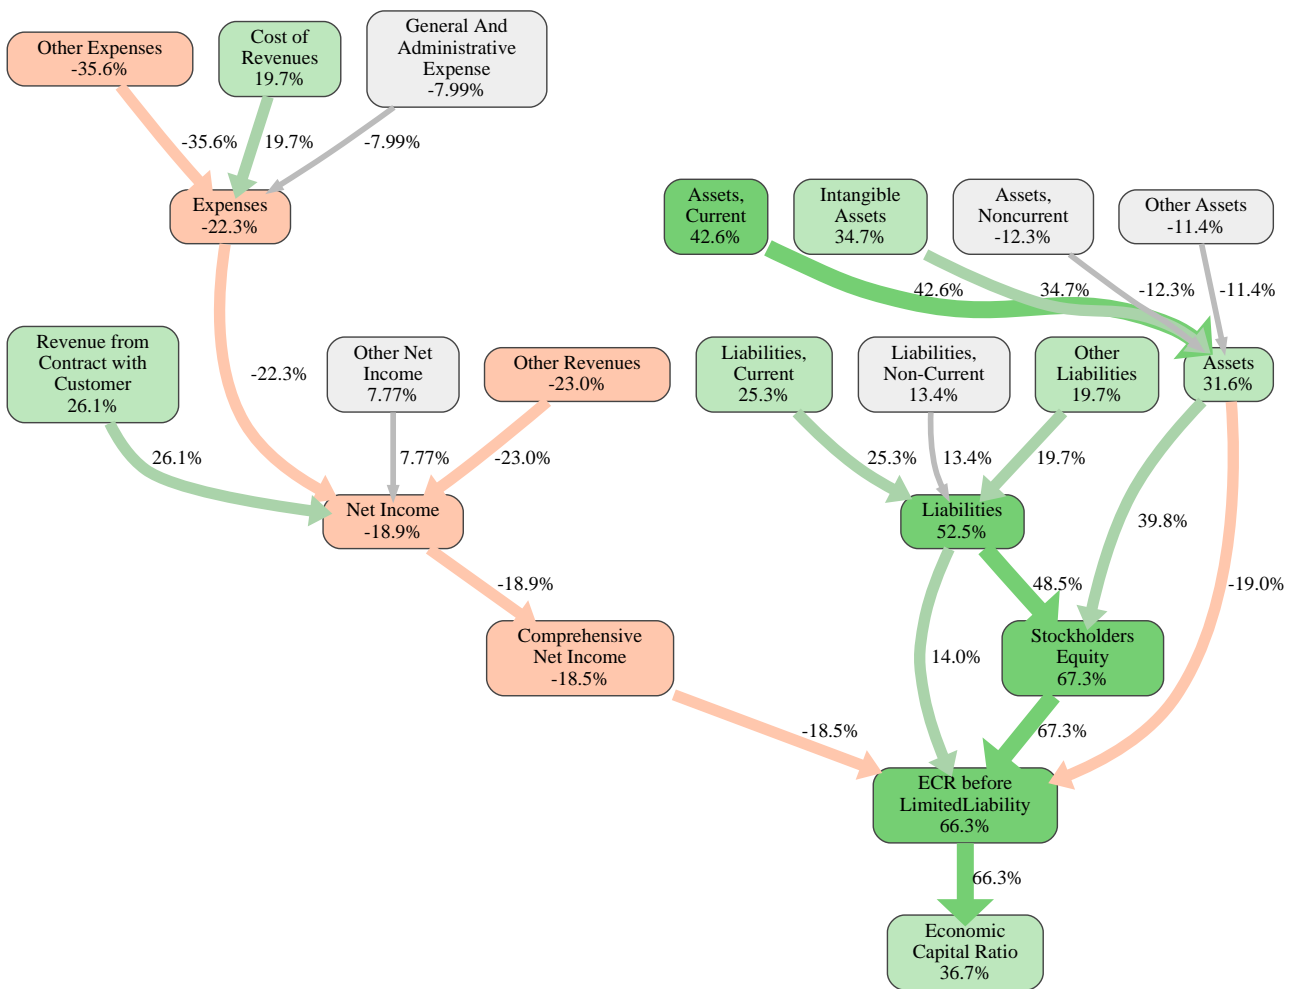 Other Expenses
-35.6%
Cost of
Revenues
19.7%
General And
Administrative
Expense
-7.99%
-35.6%
19.7%
-7.99%
Expenses
-22.3%
Assets,
Current
42.6%
Intangible
Assets
34.7%
Assets,
Noncurrent
-12.3%
Other Assets
-11.4%
42.6%
34.7%
-12.3%
-11.4%
Revenue from
Contract with
Customer
26.1%
-22.3%
Other Net
Income
7.77%
Other Revenues
-23.0%
Liabilities,
Current
25.3%
Liabilities,
Non-Current
13.4%
Other
Liabilities
19.7%
Assets
31.6%
26.1%
7.77%
-23.0%
25.3%
13.4%
19.7%
Net Income
-18.9%
Liabilities
52.5%
39.8%
-18.9%
48.5%
-19.0%
Comprehensive
Net Income
-18.5%
14.0%
Stockholders
Equity
67.3%
-18.5%
67.3%
ECR before
LimitedLiability
66.3%
66.3%
Economic
Capital Ratio
36.7%